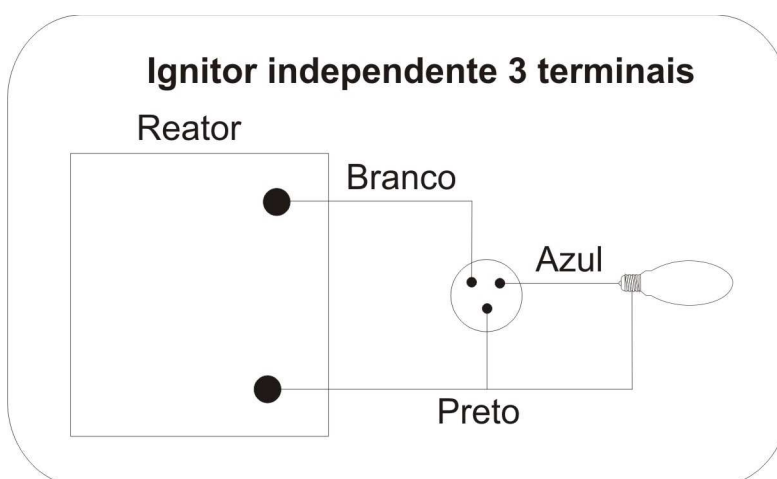 Ignitor independente 3 terminais
Reator
Branco
Azul
Preto